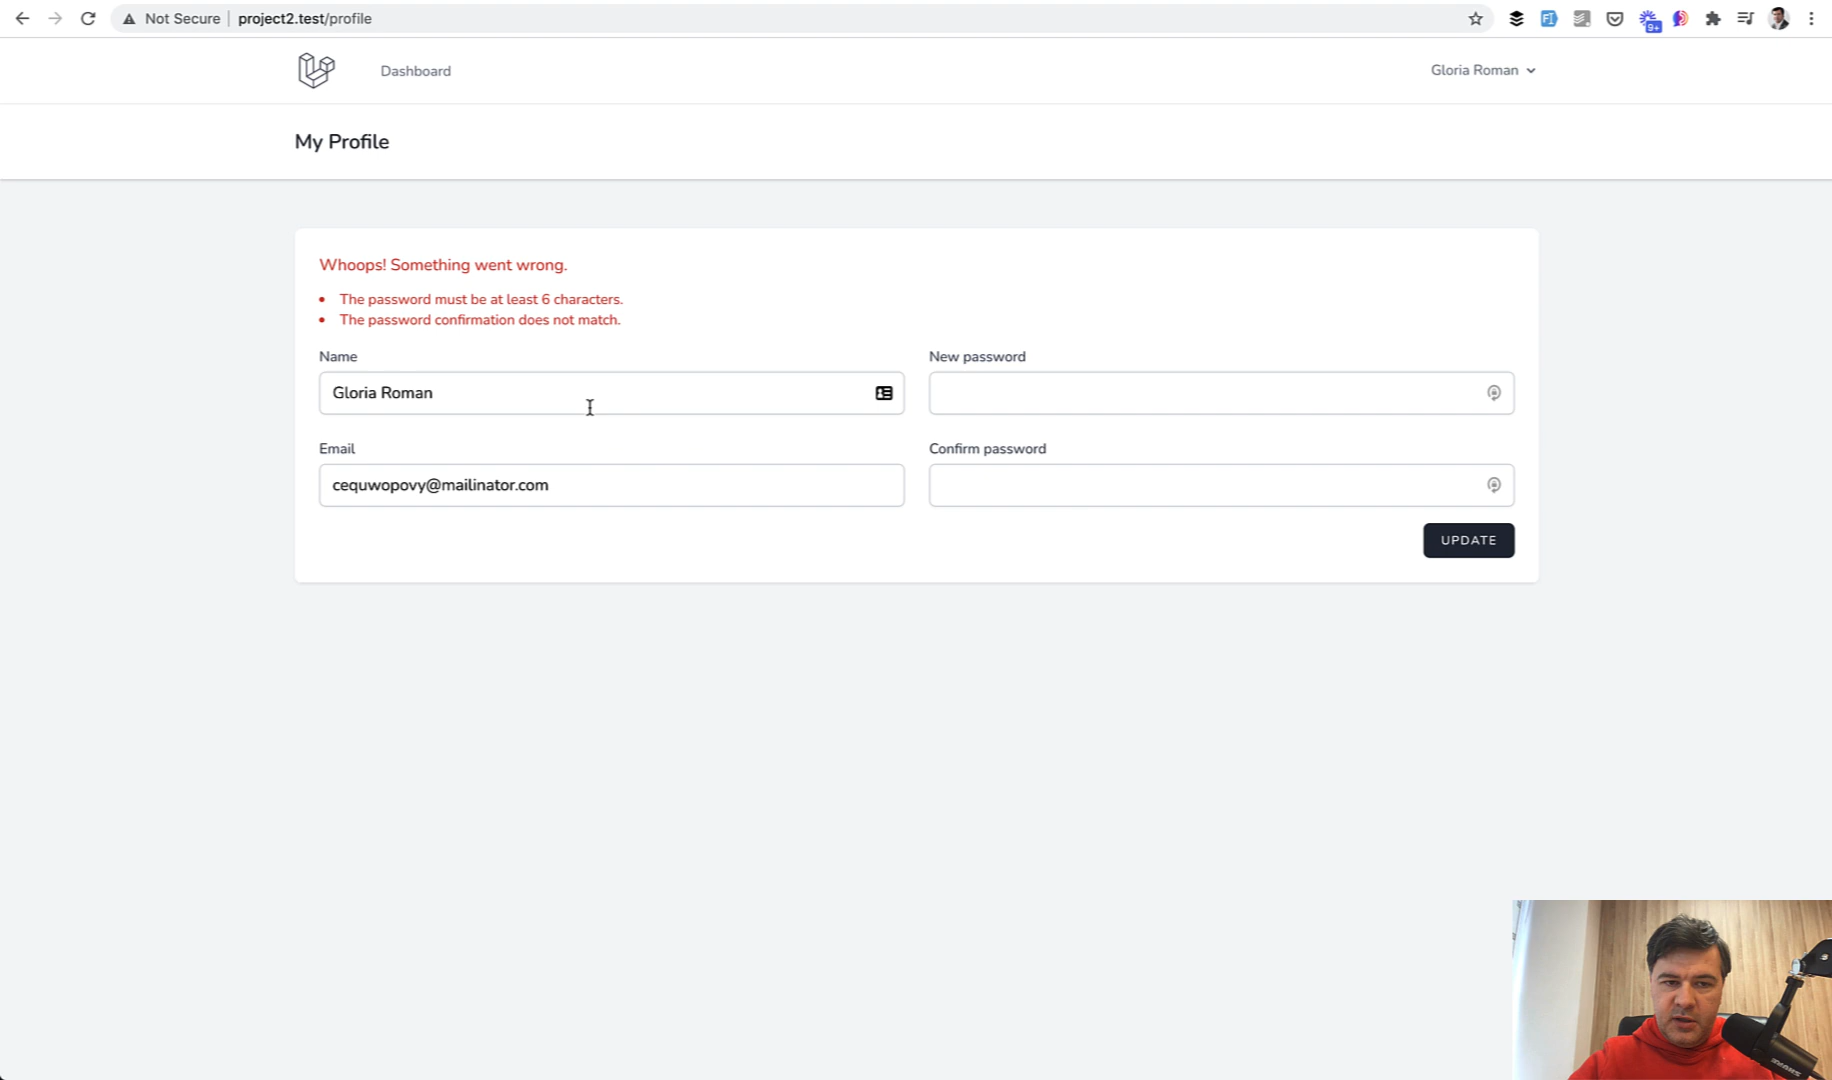 Not Secure project2.test/profile
9+
Dashboard
Gloria Roman
My Profile
Whoops! Something went wrong.
• The password must be at least 6 characters.
• The password confirmation does not match.
Name
New password
Gloria Roman
Email
Confirm password
cequwopovy@mailinator.com
UPDATE